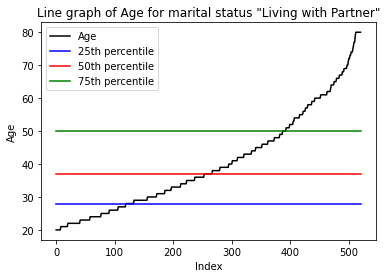 Line graph of Age for marital status "Living with Partner"
Age
25th percentile
50th percentile
75th percentile
80
70
60
50
40
30
20
Age
0
100
200
300
400
500
Index